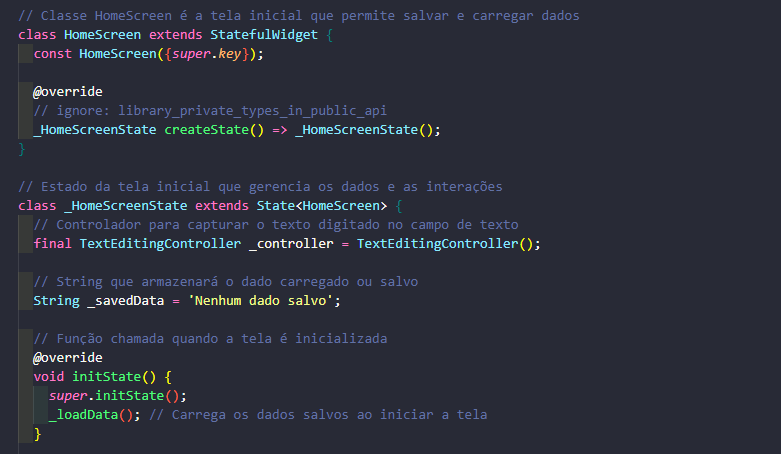 // Classe HomeScreen é a tela inicial que permite salvar e carregar dados
class HomeScreen extends StatefulWidget {
  const HomeScreen({super.key});

  @override
  // ignore: library_private_types_in_public_api
  _HomeScreenState createState() => _HomeScreenState();
}

// Estado da tela inicial que gerencia os dados e as interações
class _HomeScreenState extends State<HomeScreen> {
  // Controlador para capturar o texto digitado no campo de texto
  final TextEditingController _controller = TextEditingController();

  // String que armazenará o dado carregado ou salvo
  String _savedData = 'Nenhum dado salvo';

  // Função chamada quando a tela é inicializada
  @override
  void initState() {
    super.initState();
    _loadData(); // Carrega os dados salvos ao iniciar a tela
  }